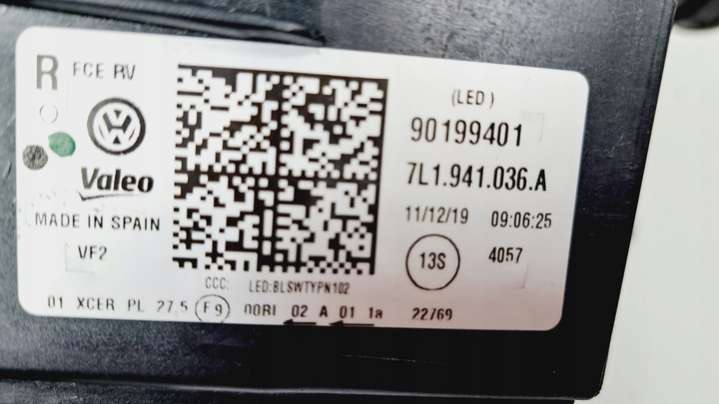 R FCE RV
(LED)
90199401
Valeo
7L1.941.036.A
MADE IN SPAIN
11/12/19 09:06:25
VF2
13S 4057
CCC: LED:BLSWTYPN102
01 XCER PL 27.5 F9 00RI 02 A 01 1a 22769